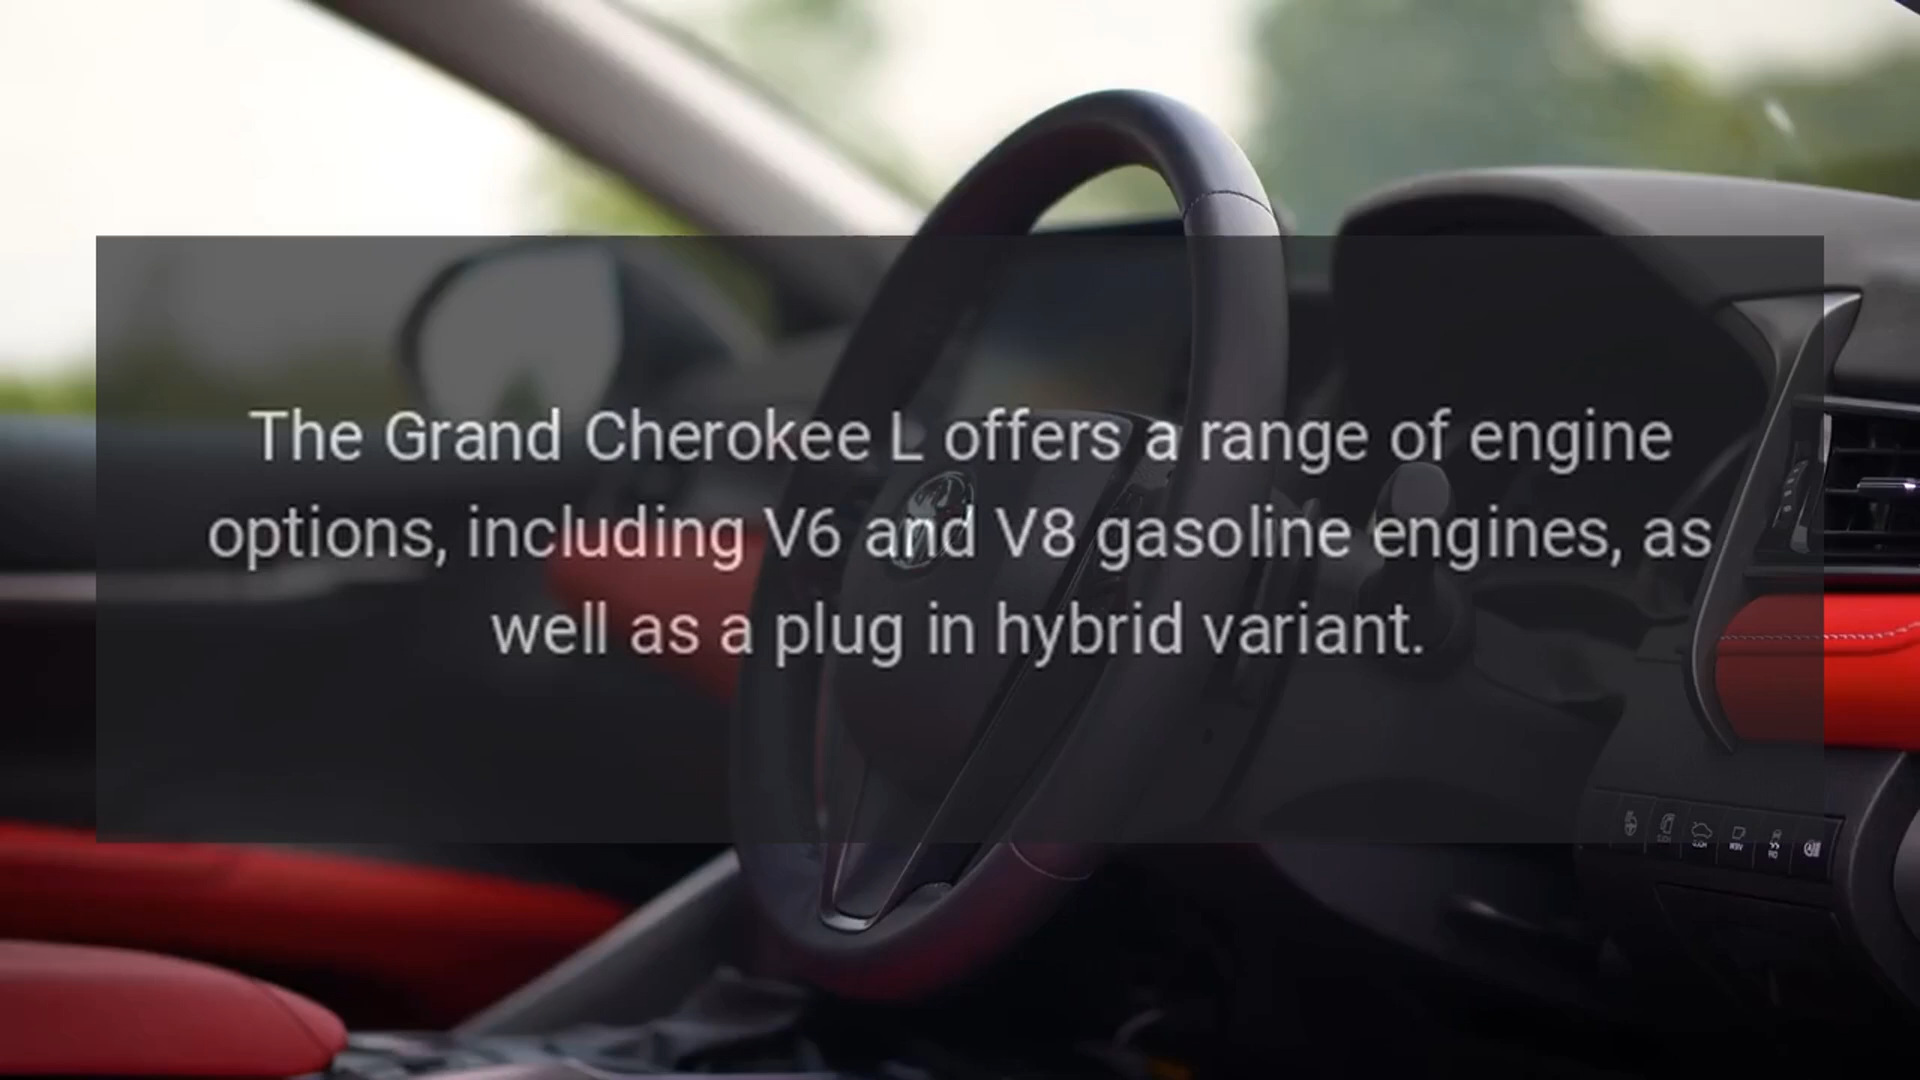 The Grand Cherokee L offers a range of engine
options, including V6 and V8 gasoline engines, as
well as a plug in hybrid variant.